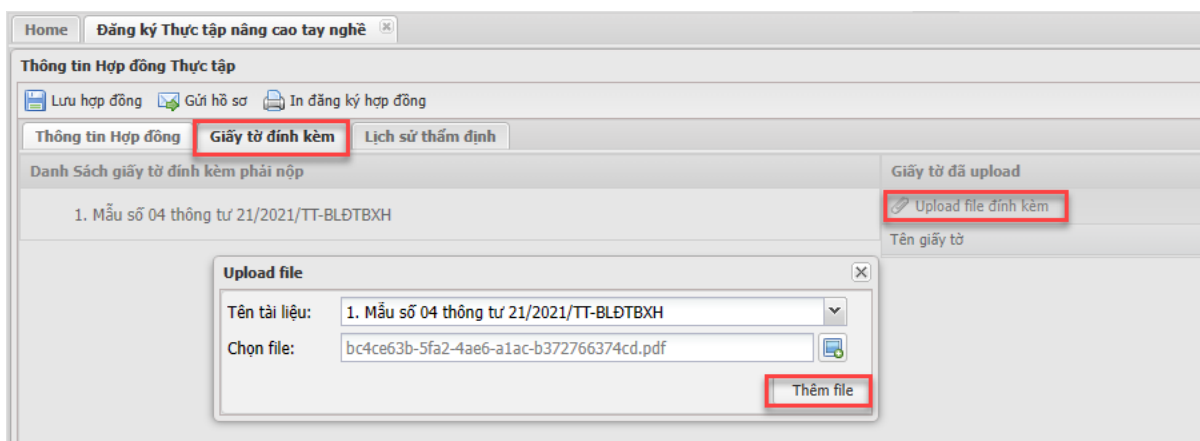 Home Đăng ký Thực tập nâng cao tay nghề
Thông tin Hợp đồng Thực tập
Lưu hợp đồng Gửi hồ sơ In đăng ký hợp đồng
Thông tin Hợp đồng Giấy tờ đính kèm Lịch sử thẩm định
Danh Sách giấy tờ đính kèm phải nộp Giấy tờ đã upload
1. Mẫu số 04 thông tư 21/2021/TT-BLĐTBXH Upload file đính kèm
Tên giấy tờ
Upload file
Tên tài liệu: 1. Mẫu số 04 thông tư 21/2021/TT-BLĐTBXH
Chọn file: bc4ce63b-5fa2-4ae6-a1ac-b372766374cd.pdf
Thêm file